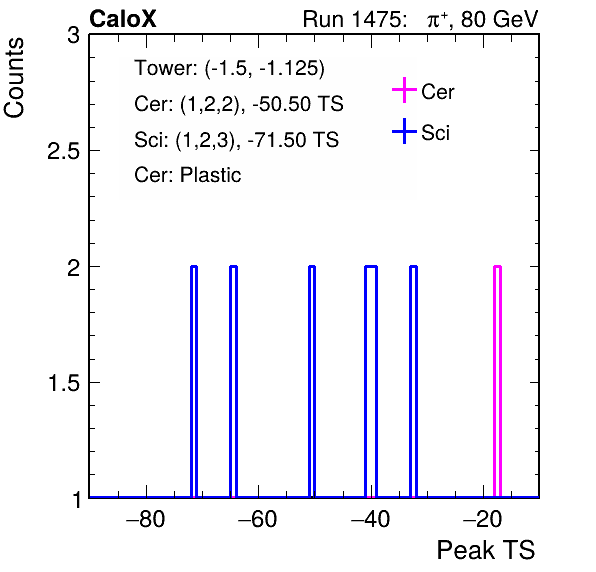 CaloX Run 1475: π⁺, 80 GeV
Counts
3
2.5
2
1.5
1
Tower: (-1.5, -1.125)
Cer: (1,2,2), -50.50 TS
Sci: (1,2,3), -71.50 TS
Cer: Plastic
Cer
Sci
−80 −60 −40 −20
Peak TS